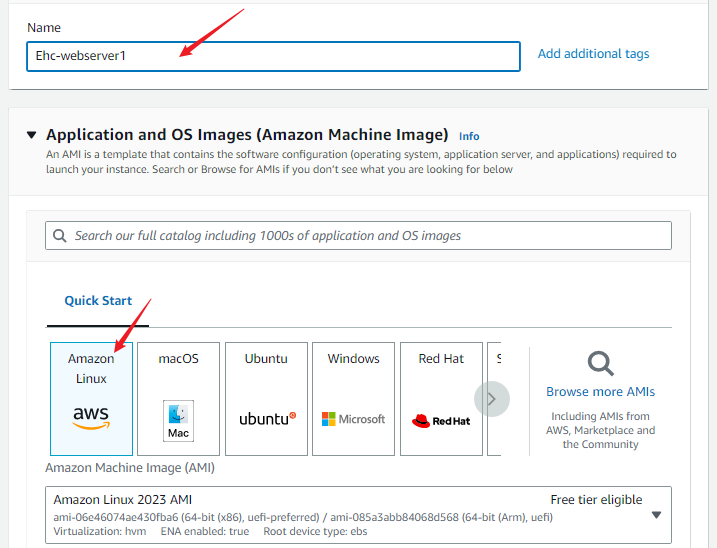 Name
Ehc-webserver1
Add additional tags
Application and OS Images (Amazon Machine Image) Info
An AMI is a template that contains the software configuration (operating system, application server, and applications) required to
launch your instance. Search or Browse for AMIs if you don't see what you are looking for below
Search our full catalog including 1000s of application and OS images
Quick Start
Amazon
Linux
aws
macOS
Mac
Ubuntu
ubuntu
Windows
Microsoft
Red Hat
Red Hat
S
Browse more AMIs
Including AMIs from
AWS, Marketplace and
the Community
Amazon Machine Image (AMI)
Amazon Linux 2023 AMI
Free tier eligible
ami-06e46074ae430fba6 (64-bit (x86), uefi-preferred) / ami-085a3abb84068d568 (64-bit (Arm), uefi)
Virtualization: hvm ENA enabled: true Root device type: ebs